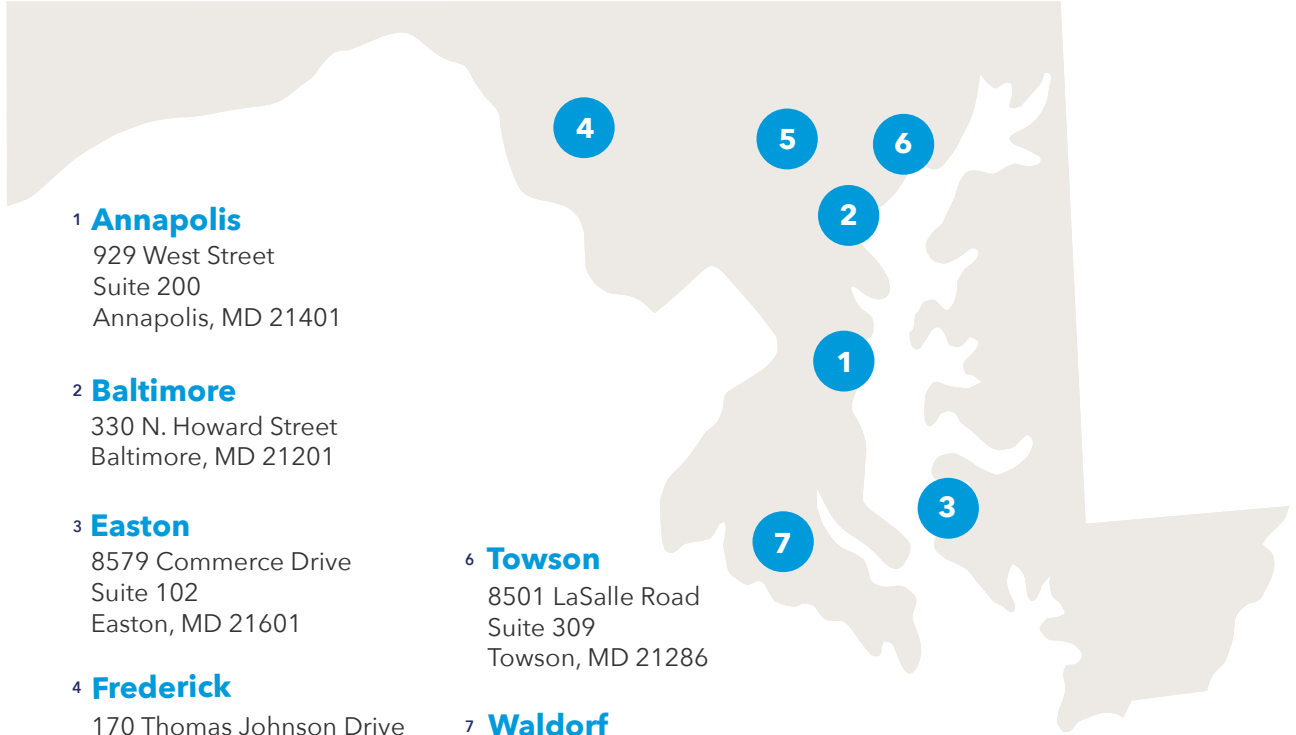 4
5
6
2
1
3
7
1 Annapolis
929 West Street
Suite 200
Annapolis, MD 21401
2 Baltimore
330 N. Howard Street
Baltimore, MD 21201
3 Easton
8579 Commerce Drive
Suite 102
Easton, MD 21601
4 Frederick
170 Thomas Johnson Drive
6 Towson
8501 LaSalle Road
Suite 309
Towson, MD 21286
7 Waldorf